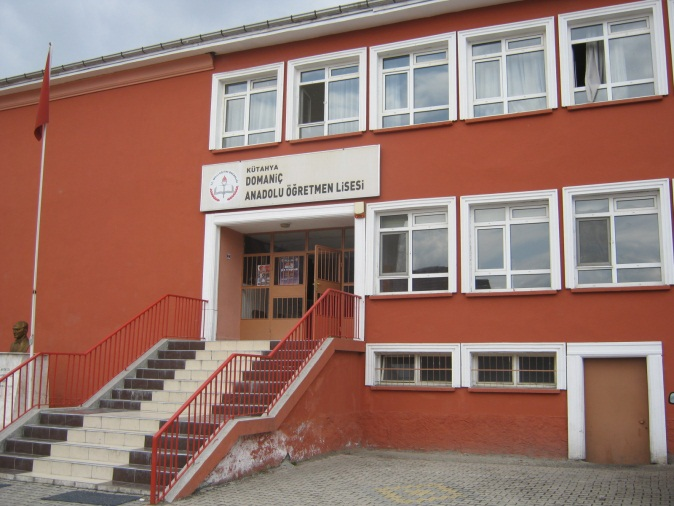 KÜTAHYA
DOMANİÇ
ANADOLU ÖĞRETMEN LİSESİ